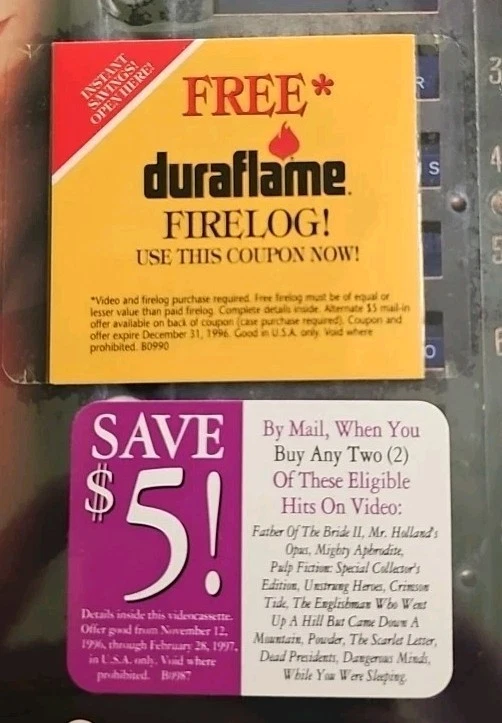 INSTANT
SAVINGS!
OPEN HERE!
FREE*
duraflame.
FIRELOG!
USE THIS COUPON NOW!
*Video and firelog purchase required. Free firelog must be of equal or
lesser value than paid firelog. Complete details inside. Alternate $5 mail-in
offer available on back of coupon (case purchase required). Coupon and
offer expire December 31, 1996. Good in U.S.A. only. Void where
prohibited. B0990
R
3
S
4
5
O
6
SAVE
$5!
Details inside this videocassette.
Offer good from November 12,
1996, through February 28, 1997,
in U.S.A. only. Void where
prohibited. B0987
By Mail, When You
Buy Any Two (2)
Of These Eligible
Hits On Video:
Father Of The Bride II, Mr. Holland's
Opus, Mighty Aphrodite,
Pulp Fiction: Special Collector's
Edition, Unstrung Heroes, Crimson
Tide, The Englishman Who Went
Up A Hill But Came Down A
Mountain, Powder, The Scarlet Letter,
Dead Presidents, Dangerous Minds,
While You Were Sleeping.